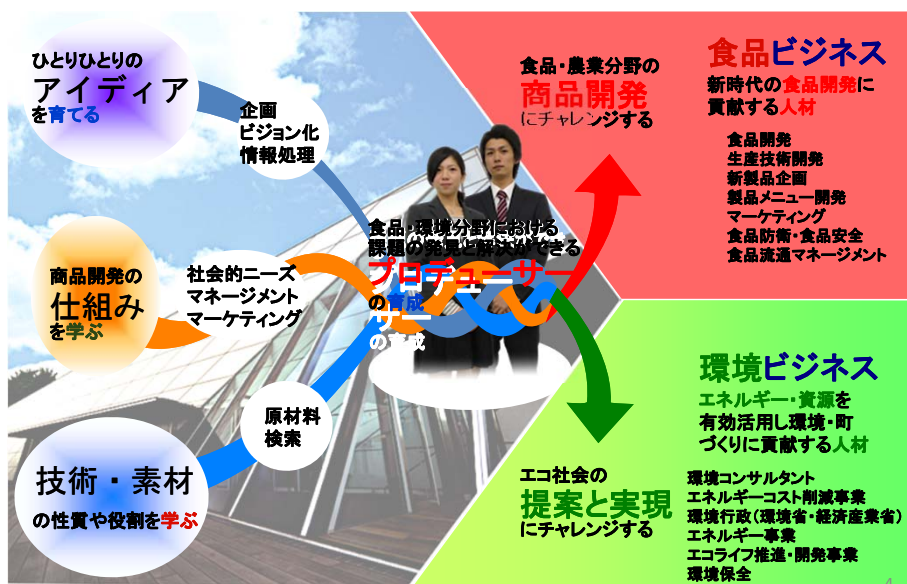 ひとりひとりの
アイディア
を育てる
企画
ビジョン化
情報処理
商品開発の
仕組み
を学ぶ
社会的ニーズ
マネージメント
マーケティング
技術・素材
の性質や役割を学ぶ
原材料
検索
食品・環境分野における
課題の発見と解決ができる
プロデューサー
の育成
サー
の育成
食品・農業分野の
商品開発
にチャレンジする
食品ビジネス
新時代の食品開発に
貢献する人材
食品開発
生産技術開発
新製品企画
製品メニュー開発
マーケティング
食品防衛・食品安全
食品流通マネージメント
エコ社会の
提案と実現
にチャレンジする
環境ビジネス
エネルギー・資源を
有効活用し環境・町
づくりに貢献する人材
環境コンサルタント
エネルギーコスト削減事業
環境行政(環境省・経済産業省)
エネルギー事業
エコライフ推進・開発事業
環境保全